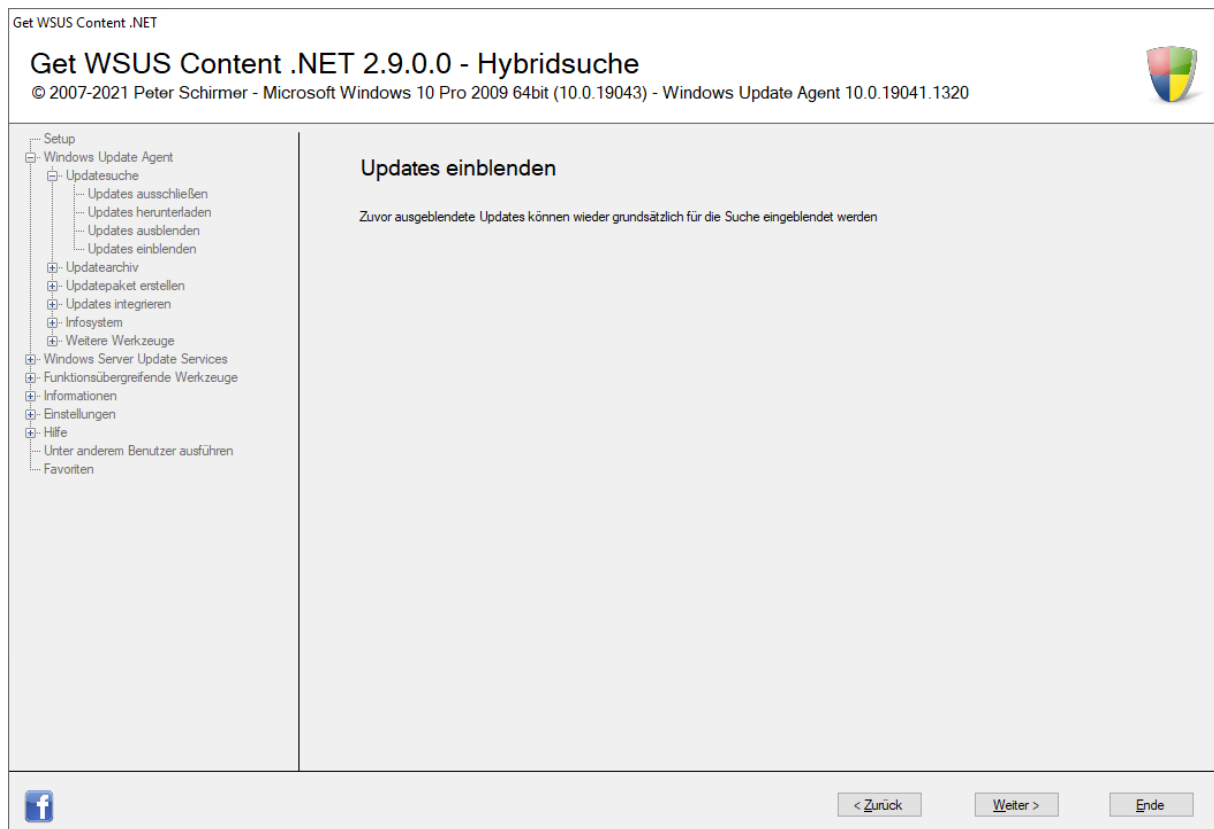 Get WSUS Content .NET
Get WSUS Content .NET 2.9.0.0 - Hybridsuche
© 2007-2021 Peter Schirmer - Microsoft Windows 10 Pro 2009 64bit (10.0.19043) - Windows Update Agent 10.0.19041.1320
Setup
Windows Update Agent
Updatesuche
Updates ausschließen
Updates herunterladen
Updates ausblenden
Updates einblenden
Updatearchiv
Updatepaket erstellen
Updates integrieren
Infosystem
Weitere Werkzeuge
Windows Server Update Services
Funktionsübergreifende Werkzeuge
Informationen
Einstellungen
Hilfe
Unter anderem Benutzer ausführen
Favoriten
Updates einblenden
Zuvor ausgeblendete Updates können wieder grundsätzlich für die Suche eingeblendet werden
f
< Zurück
Weiter >
Ende